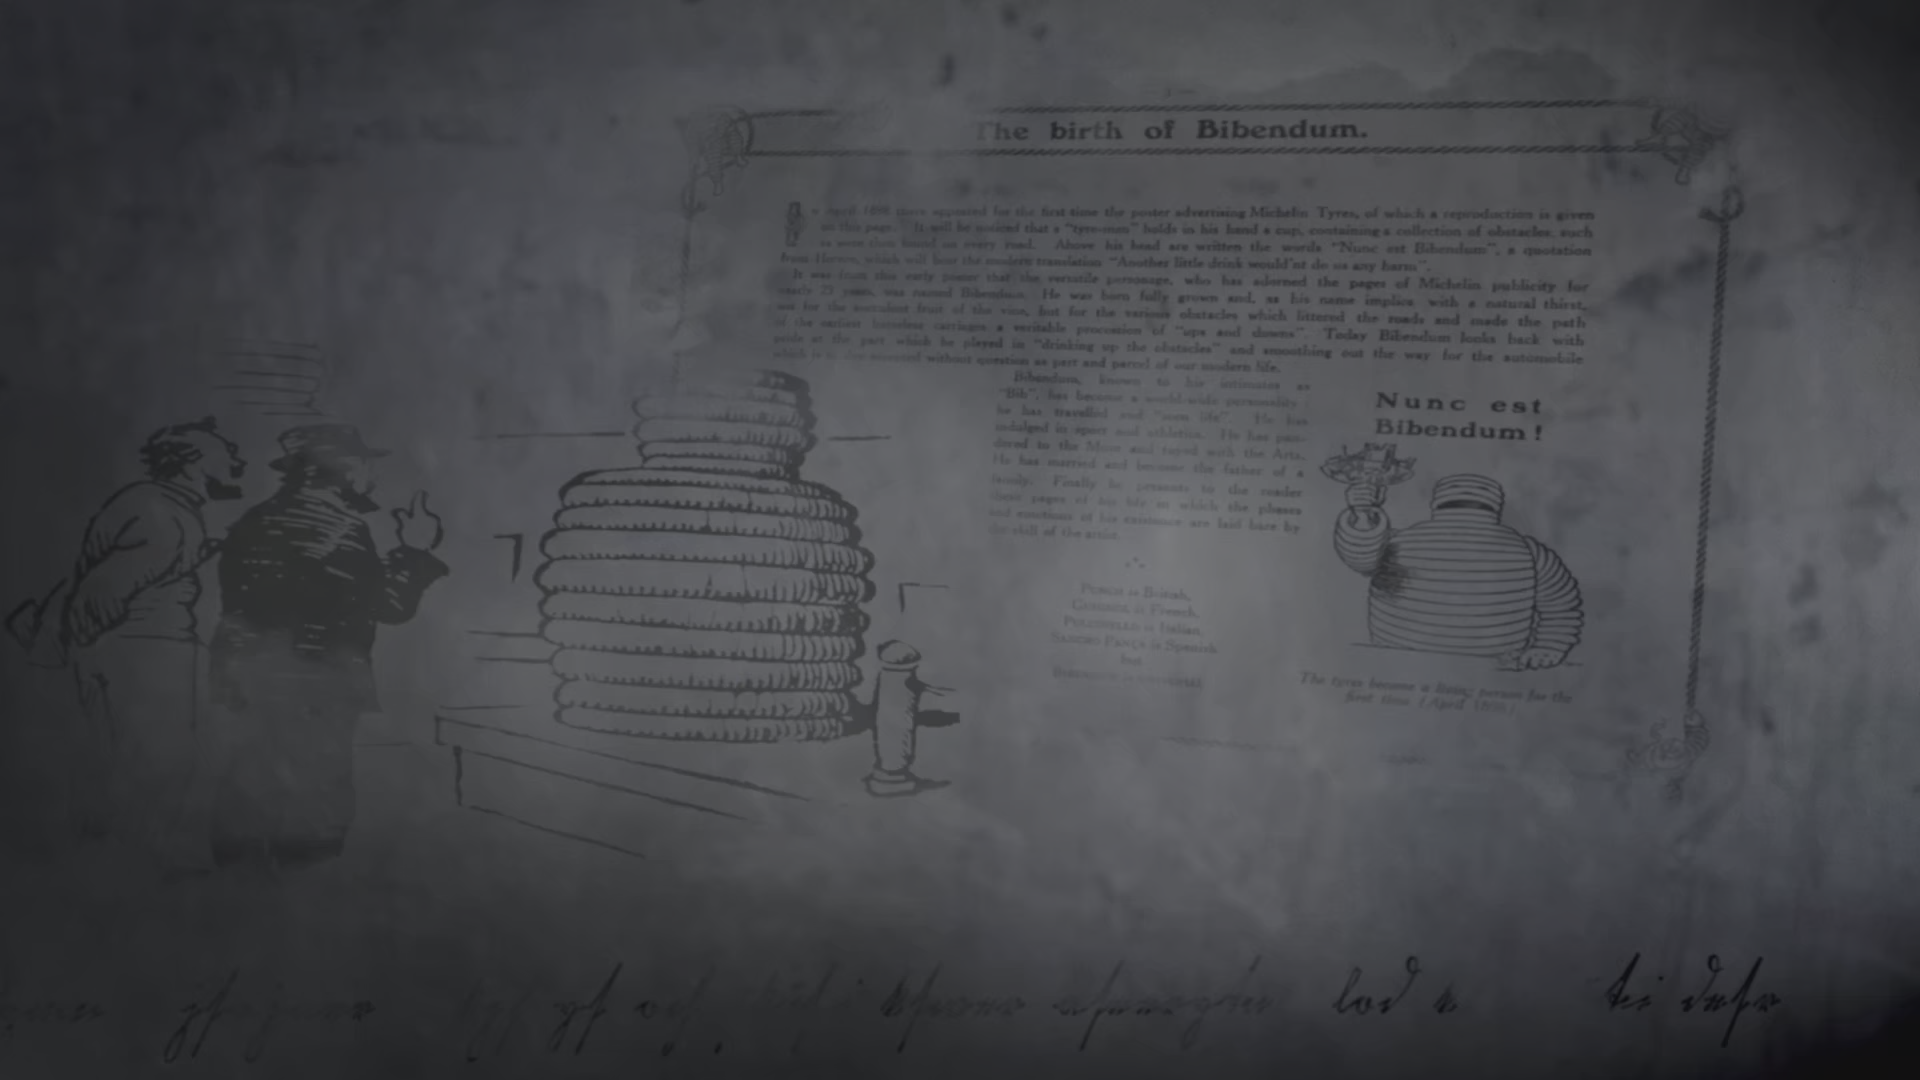 The birth of Bibendum.
In April 1898 there appeared for the first time the poster advertising Michelin Tyres, of which a reproduction is given
on this page. It will be noticed that a "tyre-man" holds in his hand a cup, containing a collection of obstacles, such
as were then found on every road. Above his head are written the words "Nunc est Bibendum", a quotation
from Horace, which will bear the modern translation "Another little drink would'nt do us any harm".
It was from this early poster that the versatile personage, who has adorned the pages of Michelin publicity for
nearly 25 years, was named Bibendum. He was born fully grown and, as his name implies with a natural thirst,
not for the succulent fruit of the vine, but for the various obstacles which littered the roads and made the path
of the earliest horseless carriages a veritable procession of "ups and downs". Today Bibendum looks back with
pride at the part which he played in "drinking up the obstacles" and smoothing out the way for the automobile
which is to-day accepted without question as part and parcel of our modern life.
Bibendum, known to his intimates as
"Bib", has become a world-wide personality:
he has travelled and "seen life". He has
indulged in sport and athletics. He has pan-
dered to the Muse and toyed with the Arts.
He has married and become the father of a
family. Finally he presents to the reader
these pages of his life in which the phases
and emotions of his existence are laid bare by
the skill of the artist.
Punch is British,
is French,
Pulcinello is Italian,
Sancho Pança is Spanish
but
Nunc est
Bibendum!
The tyres become a living person for the
first time (April 1898)